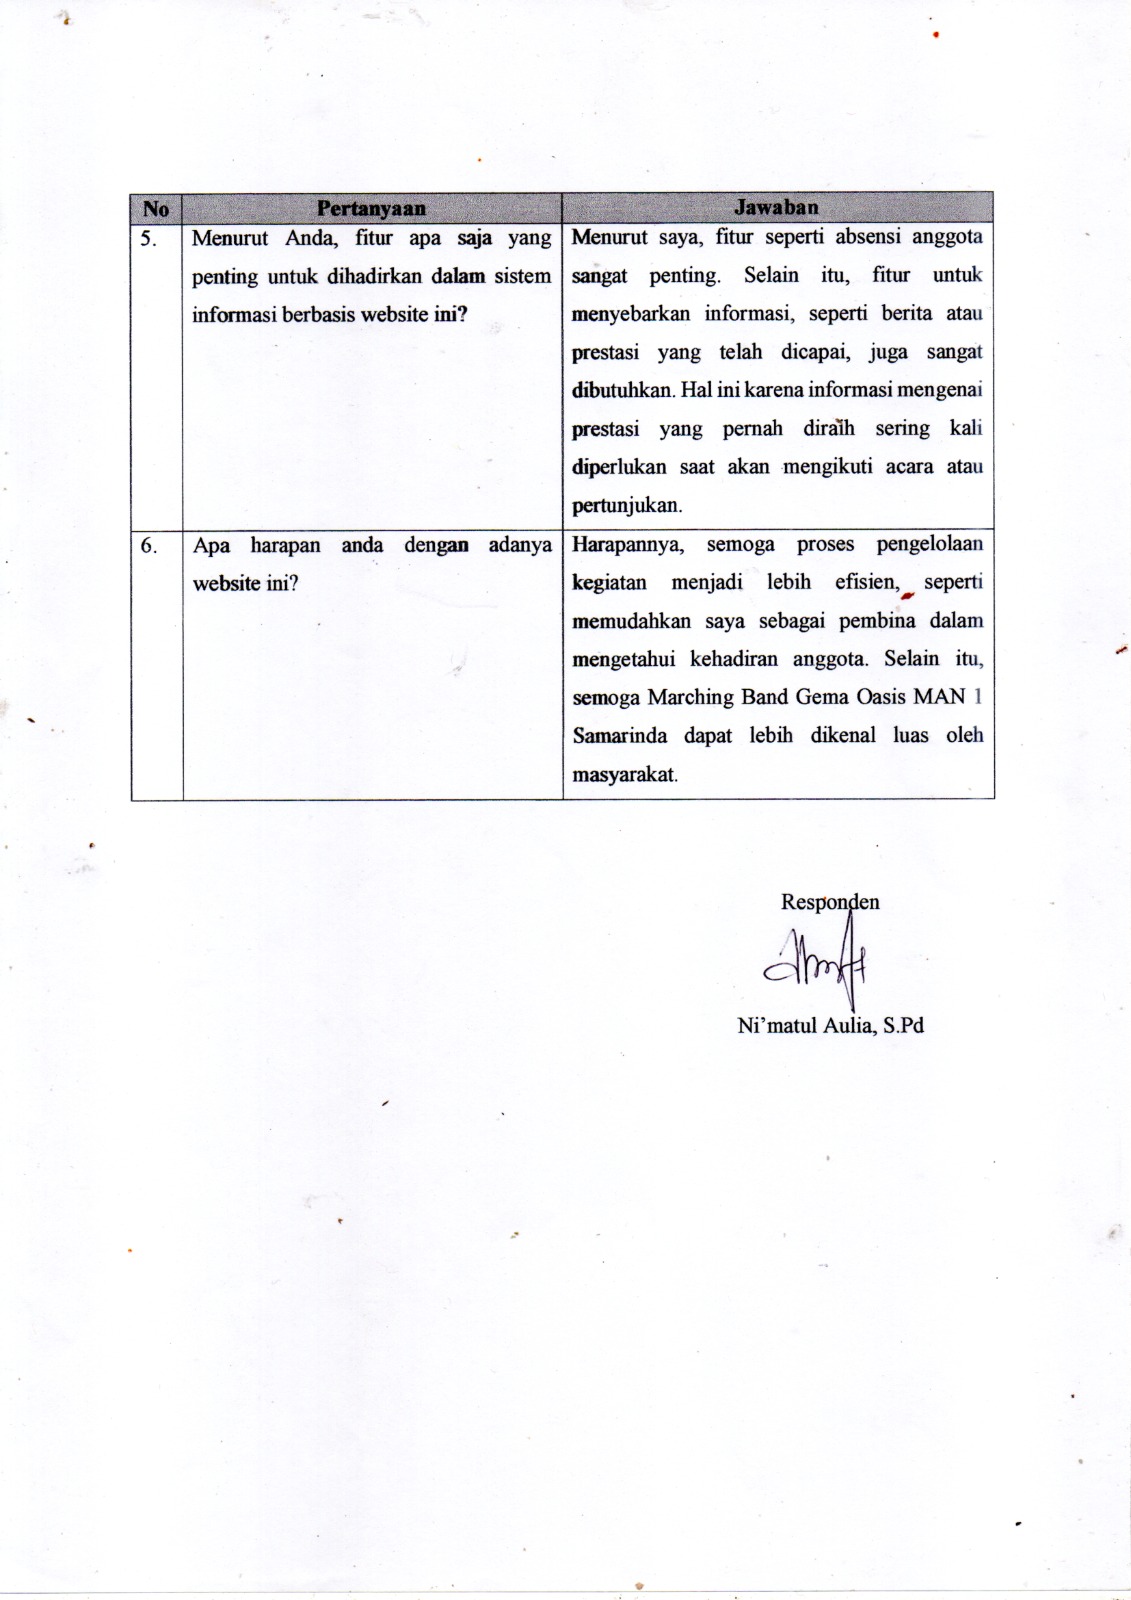 No Pertanyaan Jawaban
5. Menurut Anda, fitur apa saja yang
penting untuk dihadirkan dalam sistem
informasi berbasis website ini?
Menurut saya, fitur seperti absensi anggota
sangat penting. Selain itu, fitur untuk
menyebarkan informasi, seperti berita atau
prestasi yang telah dicapai, juga sangat
dibutuhkan. Hal ini karena informasi mengenai
prestasi yang pernah diraih sering kali
diperlukan saat akan mengikuti acara atau
pertunjukan.
6. Apa harapan anda dengan adanya
website ini?
Harapannya, semoga proses pengelolaan
kegiatan menjadi lebih efisien, seperti
memudahkan saya sebagai pembina dalam
mengetahui kehadiran anggota. Selain itu,
semoga Marching Band Gema Oasis MAN 1
Samarinda dapat lebih dikenal luas oleh
masyarakat.
Responden
Ni’matul Aulia, S.Pd